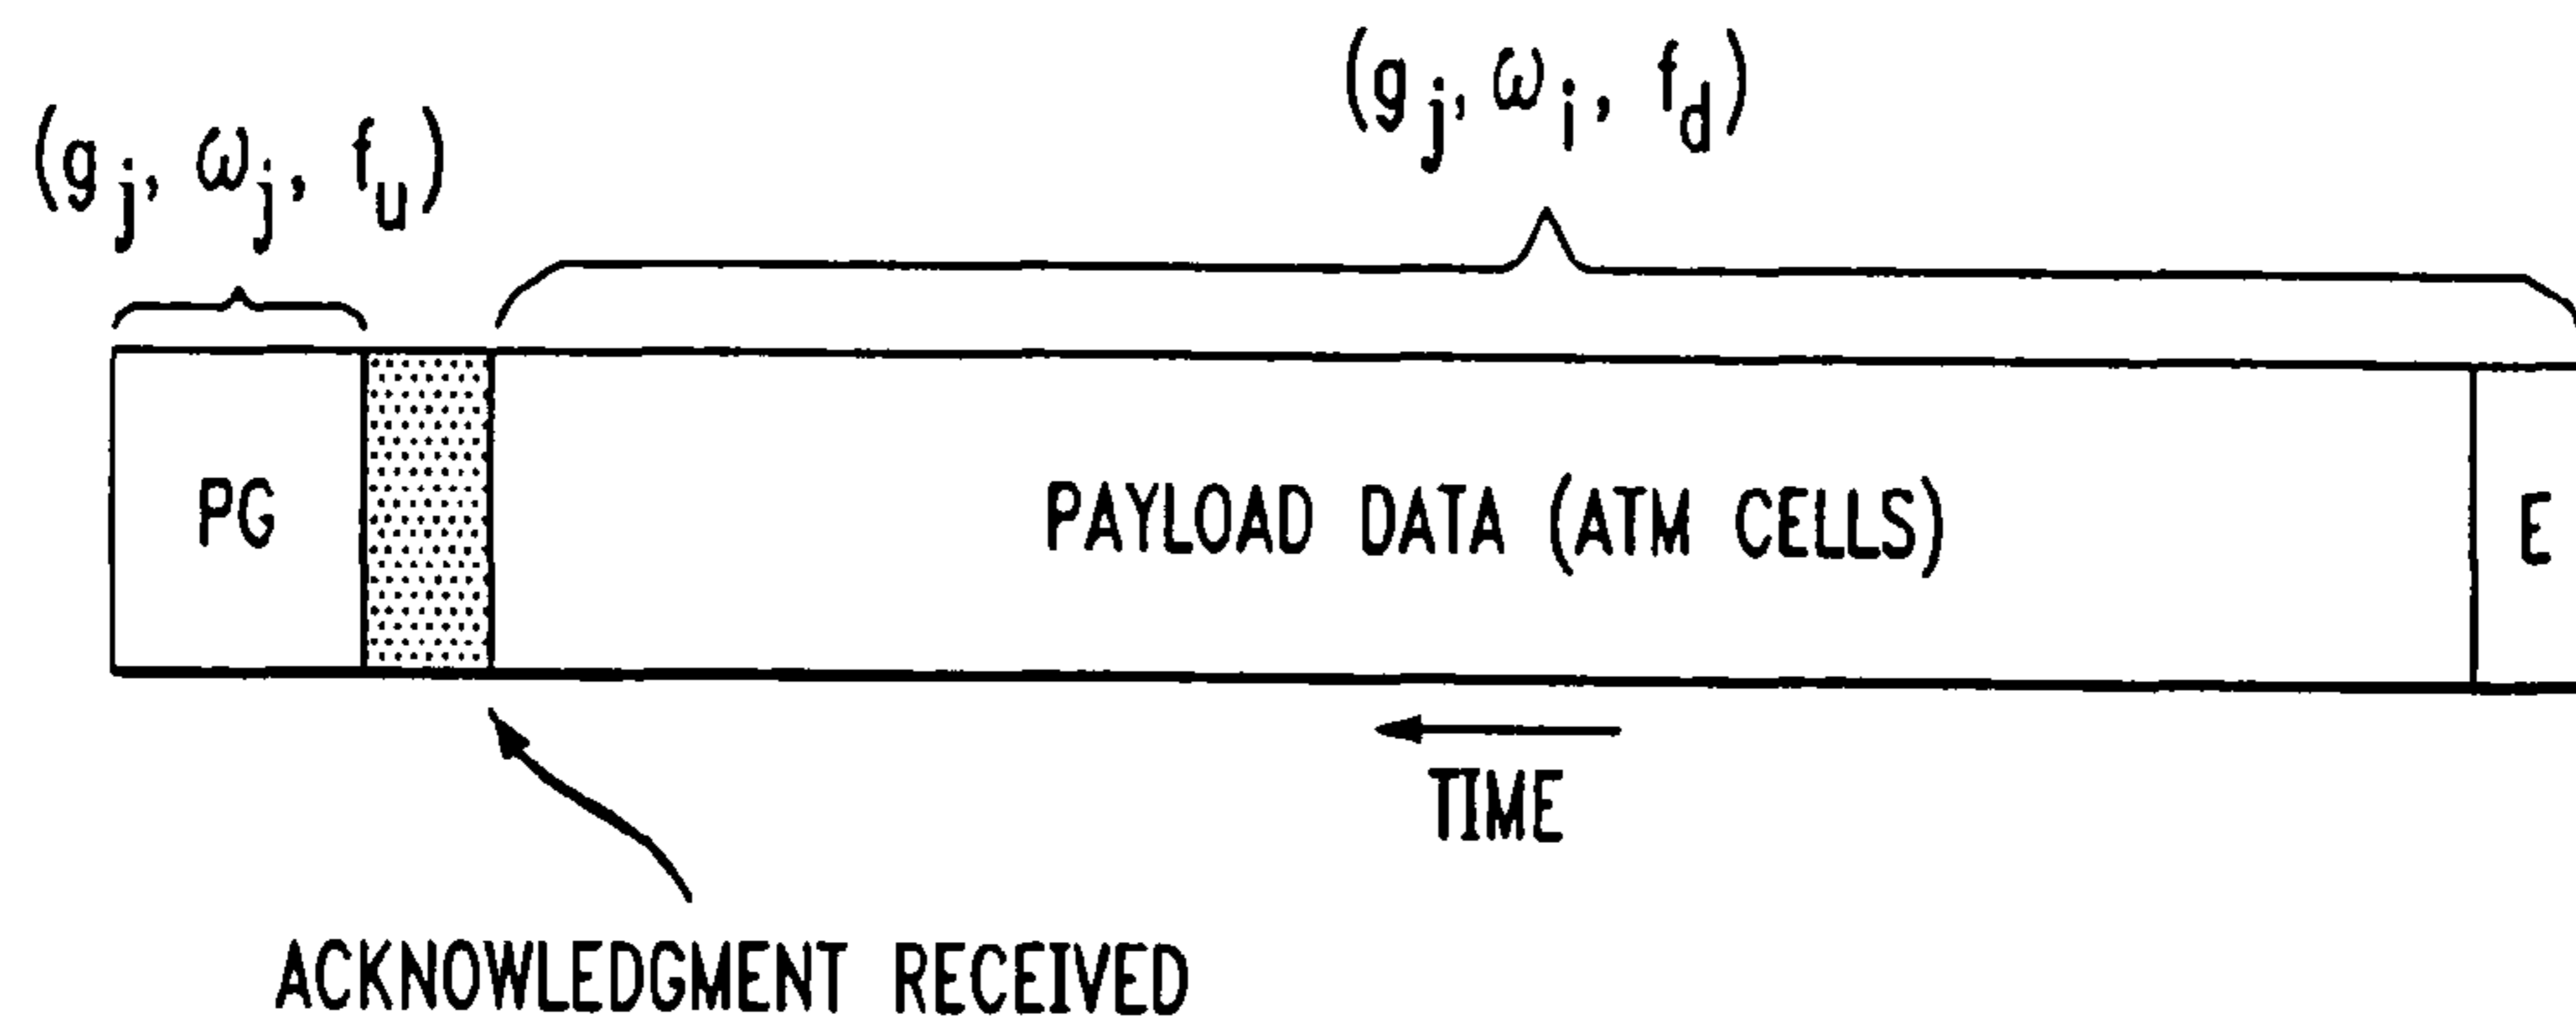 (g_j, ω_i, f_d)
(g_j, ω_j, f_u)
PG
PAYLOAD DATA (ATM CELLS)
E
TIME
ACKNOWLEDGMENT RECEIVED